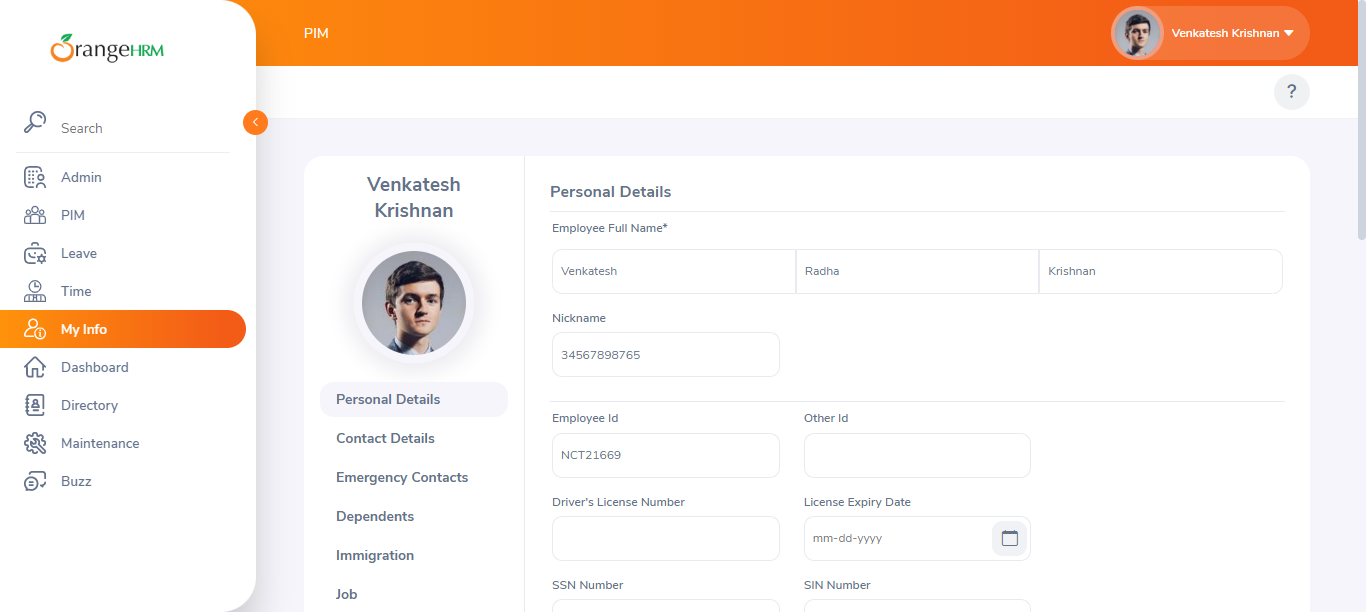 OrangeHRM
PIM
Venkatesh Krishnan
?
Search
Admin
PIM
Leave
Time
My Info
Dashboard
Directory
Maintenance
Buzz
Venkatesh
Krishnan
Personal Details
Contact Details
Emergency Contacts
Dependents
Immigration
Job
Personal Details
Employee Full Name*
Venkatesh Radha Krishnan
Nickname
34567898765
Employee Id Other Id
NCT21669
Driver's License Number License Expiry Date
mm-dd-yyyy
SSN Number SIN Number